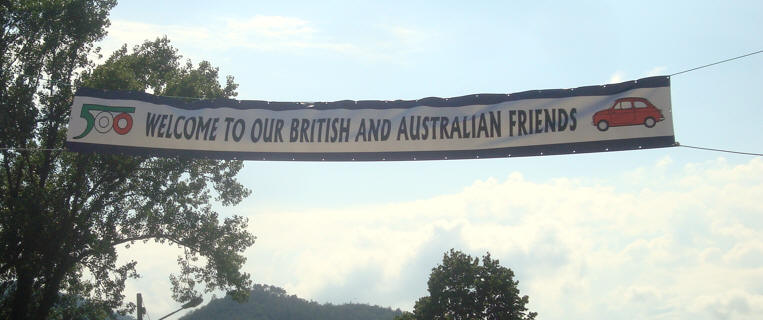 500 WELCOME TO OUR BRITISH AND AUSTRALIAN FRIENDS